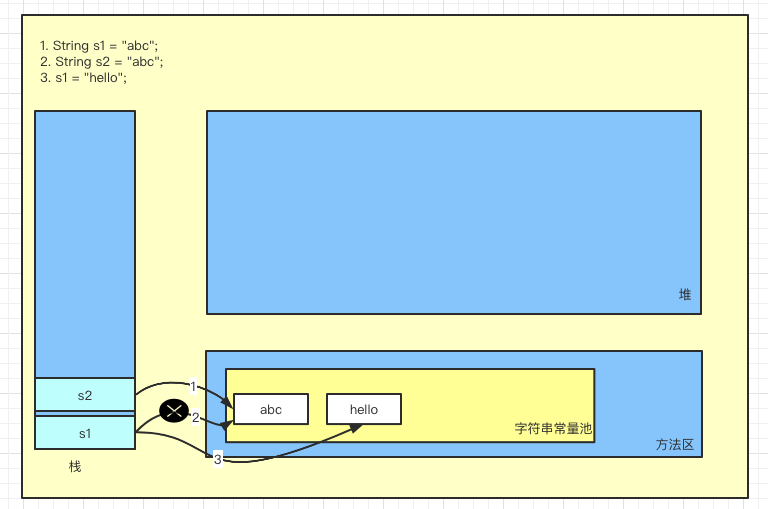 1. String s1 = "abc";
2. String s2 = "abc";
3. s1 = "hello";
堆
s2
1
abc
hello
2
字符串常量池
s1
方法区
3
栈